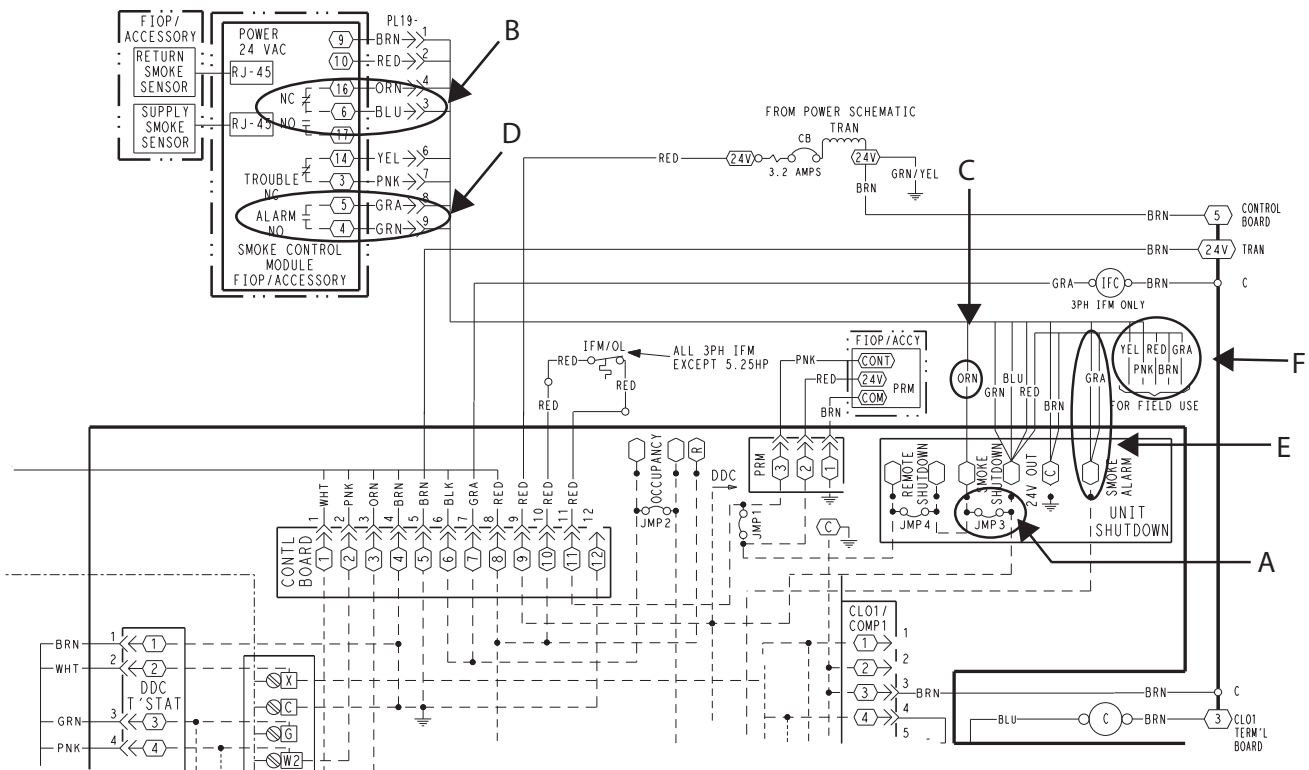 FIOP/
ACCESSORY
RETURN
SMOKE
SENSOR
SUPPLY
SMOKE
SENSOR
POWER
24 VAC
RJ-45
RJ-45
NC
NO
TROUBLE
NC
ALARM
NO
SMOKE CONTROL
MODULE
FIOP/ACCESSORY
PL19-
9 BRN 1
10 RED 2
16 ORN 4
6 BLU 3
17
14 YEL 6
3 PNK 7
5 GRA 8
4 GRN 9
B
D
FROM POWER SCHEMATIC
TRAN
CB
RED 24V 3.2 AMPS 24V
GRN/YEL
BRN
C
BRN 5 CONTROL
BOARD
BRN 24V TRAN
GRA IFC BRN C
3PH IFM ONLY
IFM/OL
RED
RED
RED
ALL 3PH IFM
EXCEPT 5.25HP
FIOP/ACCY
PNK CONT
RED 24V
PRM
COM
BRN
ORN
GRN
BLU
RED
BRN
GRA
YEL RED GRA
PNK BRN
FOR FIELD USE
F
E
A
WHT
PNK
ORN
BRN
BRN
BLK
GRA
RED
RED
RED
RED
1 2 3 4 5 6 7 8 9 10 11 12
CONTL
BOARD
1 2 3 4 5 6 7 8 9 10 11 12
OCCUPANCY
R
JMP2
DDC
PRM
3 2 1
JMP1
C
REMOTE
SHUTDOWN
SMOKE
SHUTDOWN
24V OUT
C
SMOKE
ALARM
JMP4
JMP3
UNIT
SHUTDOWN
BRN 1 1
WHT 2 2
DDC
T'STAT
GRN 3 3
PNK 4 4
X
C
G
W2
CLO1/
COMP1
1 1
2 2
3 3 BRN BRN C
4 4
5
BLU C BRN 3 CLO1
TERM'L
BOARD